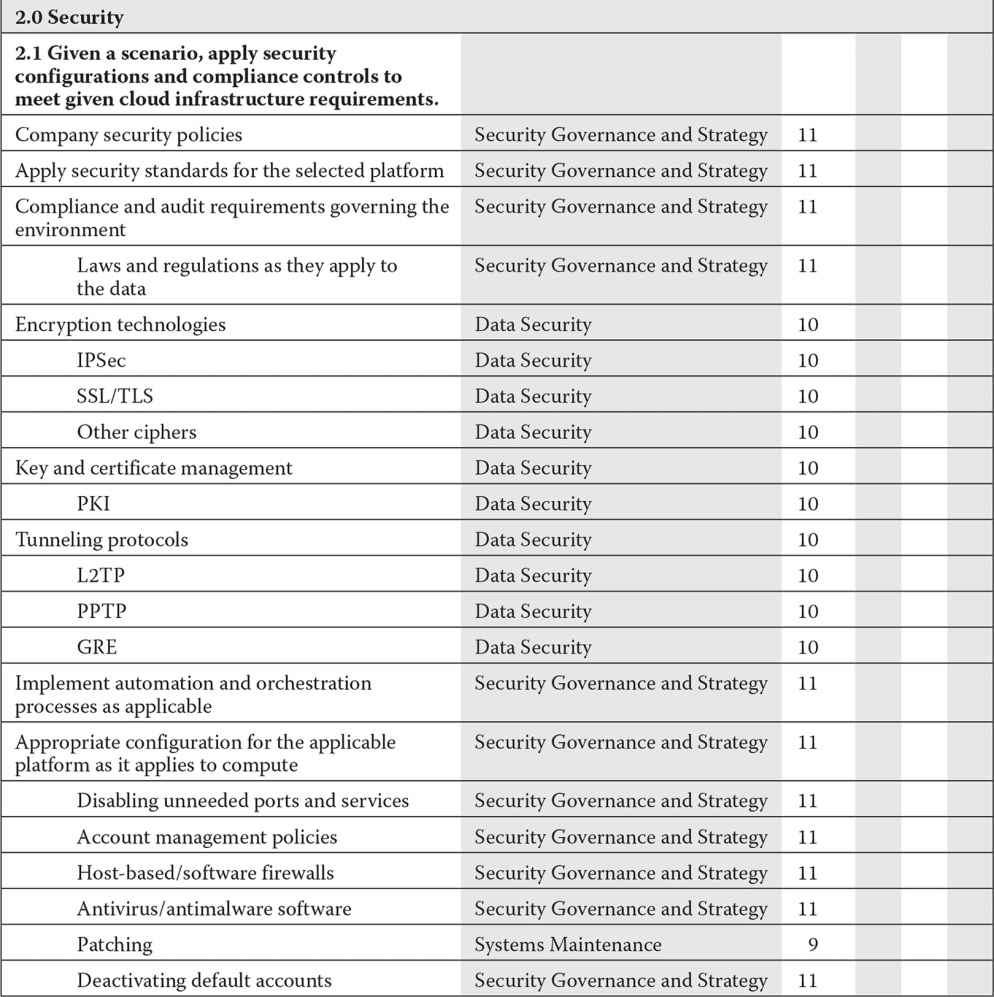 2.0 Security
2.1 Given a scenario, apply security
configurations and compliance controls to
meet given cloud infrastructure requirements.
Company security policies Security Governance and Strategy 11
Apply security standards for the selected platform Security Governance and Strategy 11
Compliance and audit requirements governing the Security Governance and Strategy 11
environment
Laws and regulations as they apply to Security Governance and Strategy 11
the data
Encryption technologies Data Security 10
IPSec Data Security 10
SSL/TLS Data Security 10
Other ciphers Data Security 10
Key and certificate management Data Security 10
PKI Data Security 10
Tunneling protocols Data Security 10
L2TP Data Security 10
PPTP Data Security 10
GRE Data Security 10
Implement automation and orchestration Security Governance and Strategy 11
processes as applicable
Appropriate configuration for the applicable Security Governance and Strategy 11
platform as it applies to compute
Disabling unneeded ports and services Security Governance and Strategy 11
Account management policies Security Governance and Strategy 11
Host-based/software firewalls Security Governance and Strategy 11
Antivirus/antimalware software Security Governance and Strategy 11
Patching Systems Maintenance 9
Deactivating default accounts Security Governance and Strategy 11